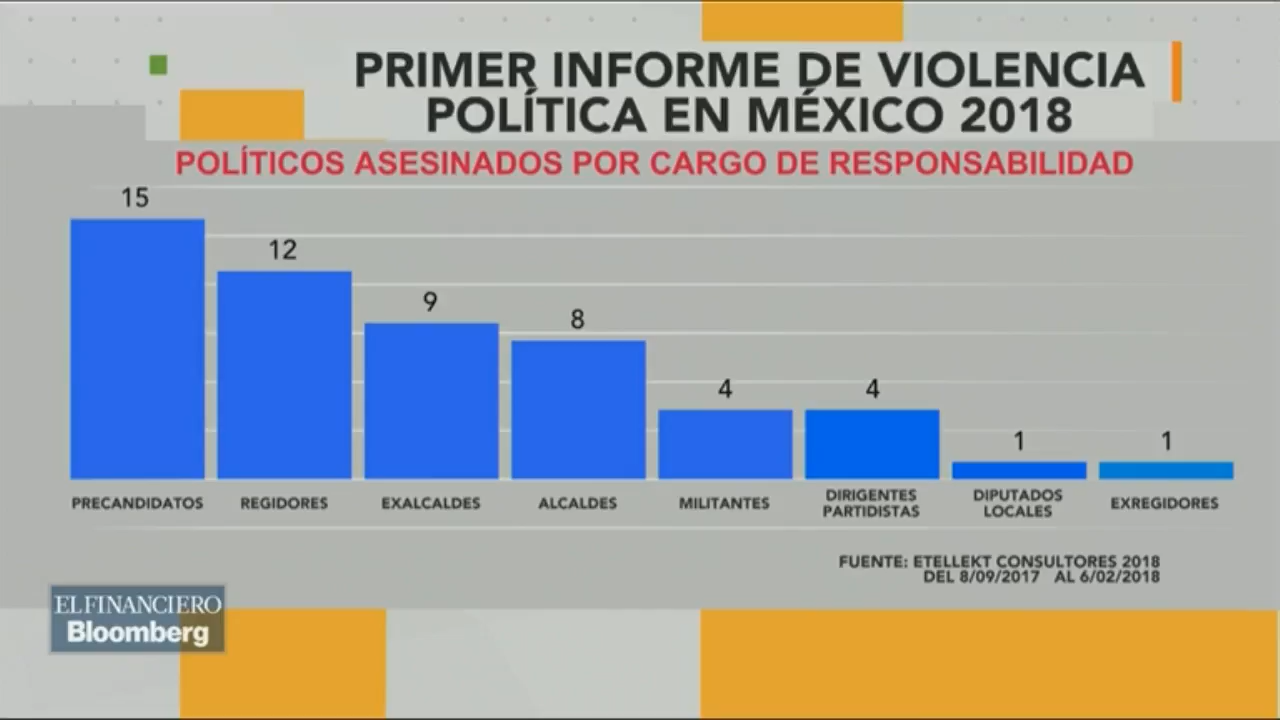 PRIMER INFORME DE VIOLENCIA
POLÍTICA EN MÉXICO 2018
POLÍTICOS ASESINADOS POR CARGO DE RESPONSABILIDAD
15
12
9
8
4
4
1
1
PRECANDIDATOS
REGIDORES
EXALCALDES
ALCALDES
MILITANTES
DIRIGENTES
PARTIDISTAS
DIPUTADOS
LOCALES
EXREGIDORES
FUENTE: ETELLEKT CONSULTORES 2018
DEL 8/09/2017 AL 6/02/2018
EL FINANCIERO
Bloomberg